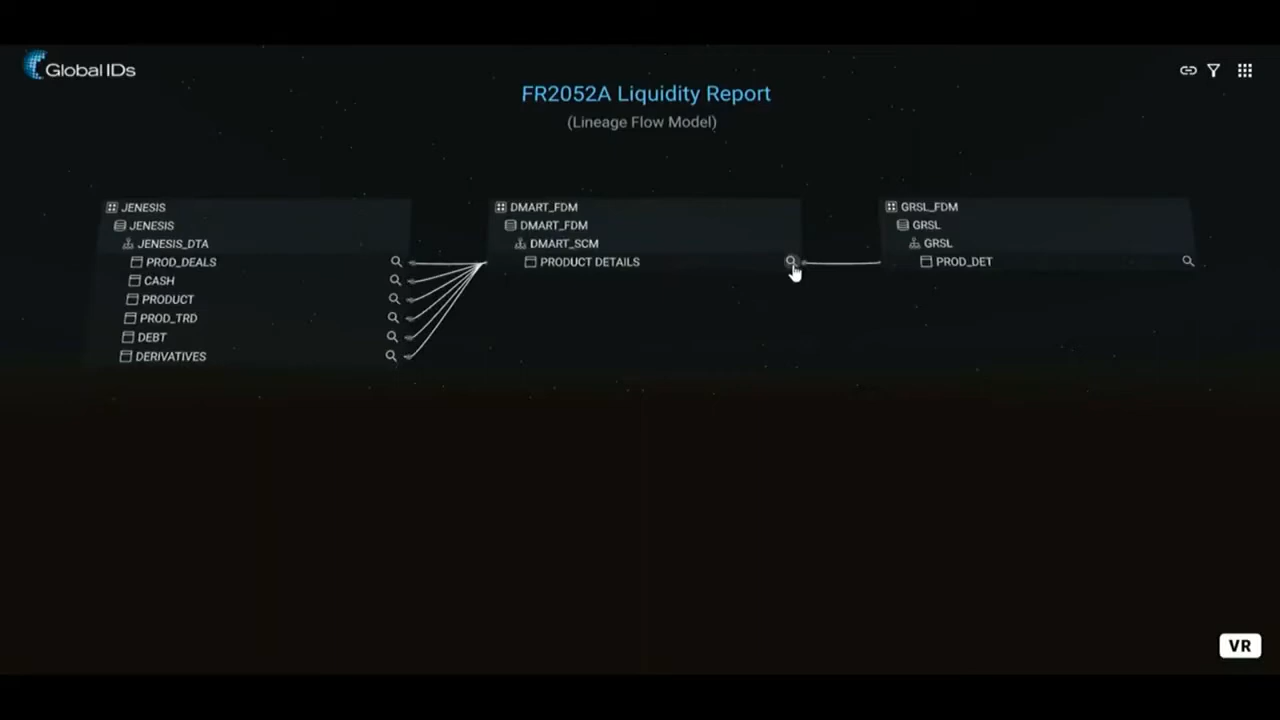 Global IDs
FR2052A Liquidity Report
(Lineage Flow Model)
JENESIS
JENESIS
JENESIS_DTA
PROD_DEALS
CASH
PRODUCT
PROD_TRD
DEBT
DERIVATIVES
DMART_FDM
DMART_FDM
DMART_SCM
PRODUCT DETAILS
GRSL_FDM
GRSL
GRSL
PROD_DET
VR